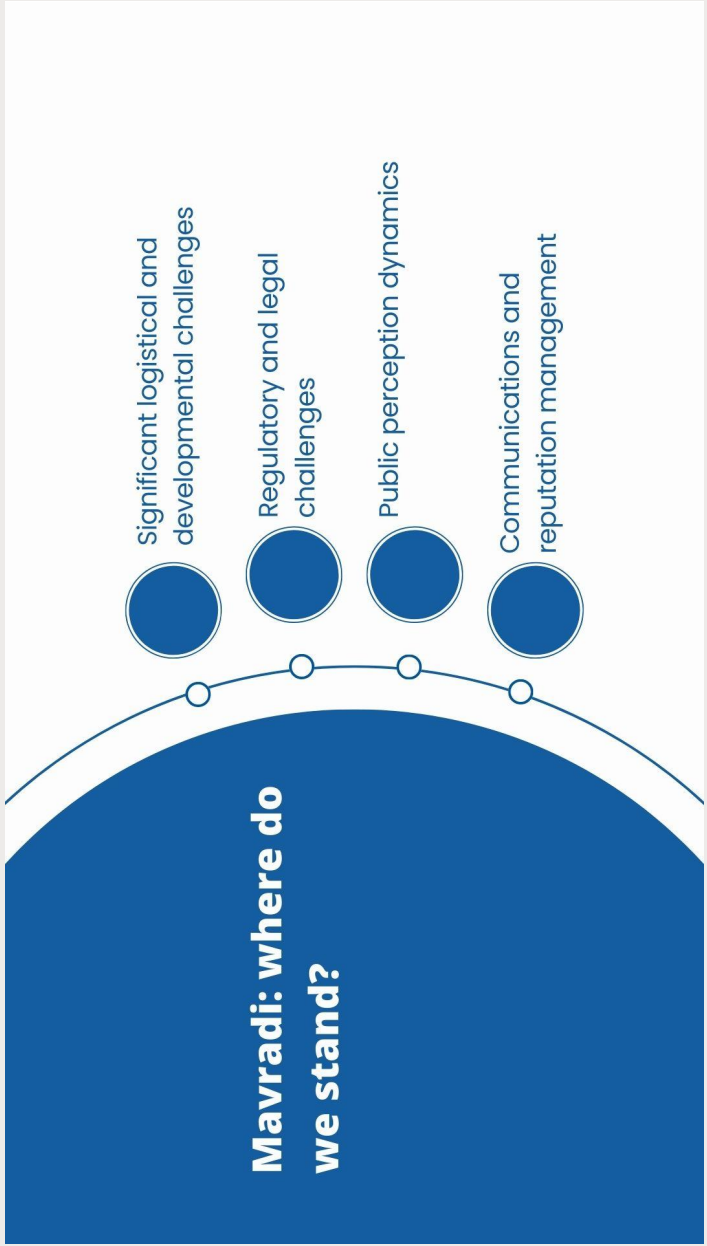 Mavradi: where do
we stand?
Significant logistical and
developmental challenges
Regulatory and legal
challenges
Public perception dynamics
Communications and
reputation management